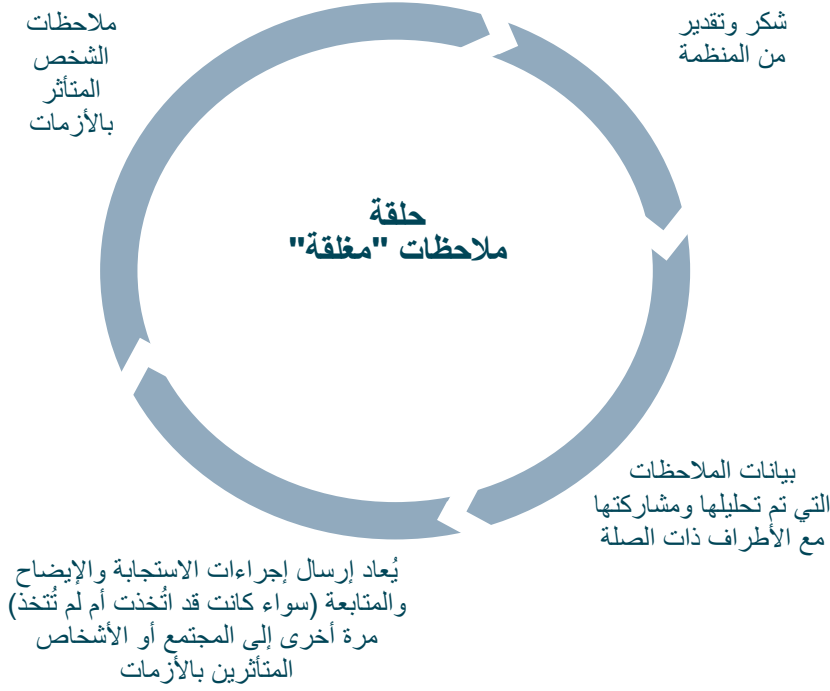 ملاحظات
الشخص
المتأثر
بالأزمات
شكر وتقدير
من المنظمة
حلقة
ملاحظات "مغلقة"
بيانات الملاحظات
التي تم تحليلها ومشاركتها
مع الأطراف ذات الصلة
يُعاد إرسال إجراءات الاستجابة والإيضاح
والمتابعة (سواء كانت قد اتُخذت أم لم تُتخذ)
مرة أخرى إلى المجتمع أو الأشخاص
المتأثرين بالأزمات